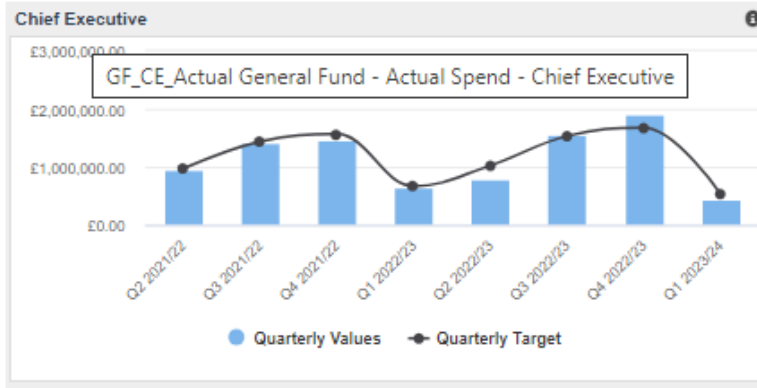 Chief Executive
£3,000,000.00
GF_CE_Actual General Fund - Actual Spend - Chief Executive
£2,000,000.00
£1,000,000.00
£0.00
Q2 2021/22
Q3 2021/22
Q4 2021/22
Q1 2022/23
Q2 2022/23
Q3 2022/23
Q4 2022/23
Q1 2023/24
Quarterly Values
Quarterly Target